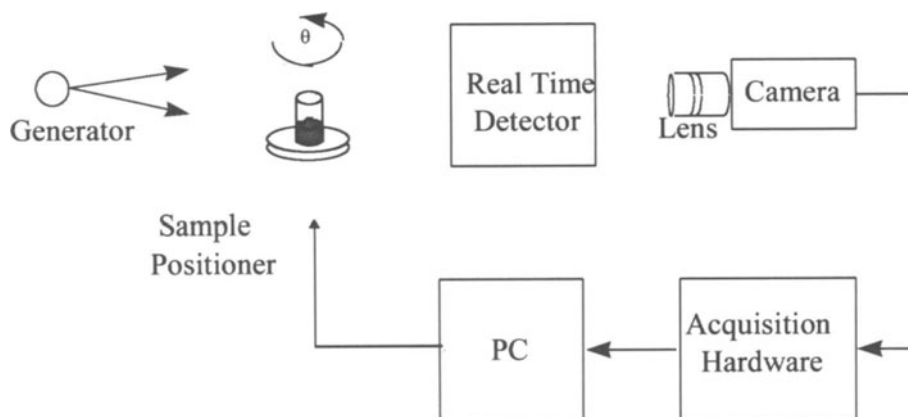 θ
Generator
Real Time
Detector
Lens
Camera
Sample
Positioner
PC
Acquisition
Hardware